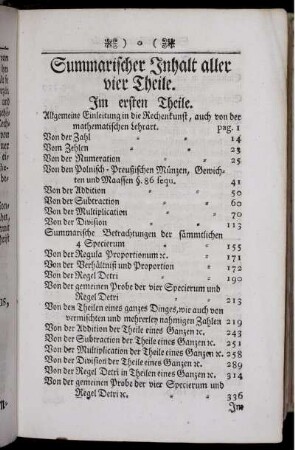 ) o (
Summarischer Inhalt aller
vier Theile.
Im ersten Theile.
Allgemeine Einleitung in die Rechenkunst, auch von der
mathematischen Lehrart. pag. 1
Von der Zahl 14
Vom Zehlen 23
Von der Numeration 25
Von den Polnisch-Preußischen Münzen, Gewich-
ten und Maassen §. 86 sequ. 41
Von der Addition 50
Von der Subtraction 60
Von der Multiplication 70
Von der Division 113
Summarische Betrachtungen der sämmtlichen
4 Specierum 155
Von der Regula Proportionum ꝛc. 171
Von der Verhältniß und Proportion 172
Von der Regel Detri 190
Von der gemeinen Probe der vier Specierum und
Regel Detri 213
Von den Theilen eines ganzes Dinges, wie auch von
vermischten und mehrerley nahmigen Zahlen 219
Von der Addition der Theile eines Ganzen ꝛc. 243
Von der Subtraction der Theile eines Ganzen ꝛc. 251
Von der Multiplication der Theile eines Ganzen ꝛc. 258
Von der Division der Theile eines Ganzen ꝛc. 289
Von der Regel Detri in Theilen eines Ganzen ꝛc. 314
Von der gemeinen Probe der vier Specierum und
Regel Detri ꝛc. 336
Im